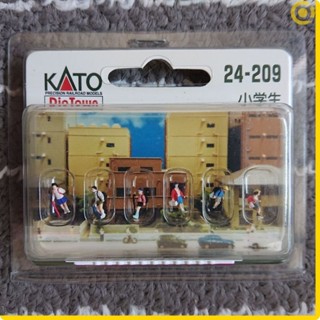 KATO
PRECISION RAILROAD MODELS
DioTown
24-209
小学生